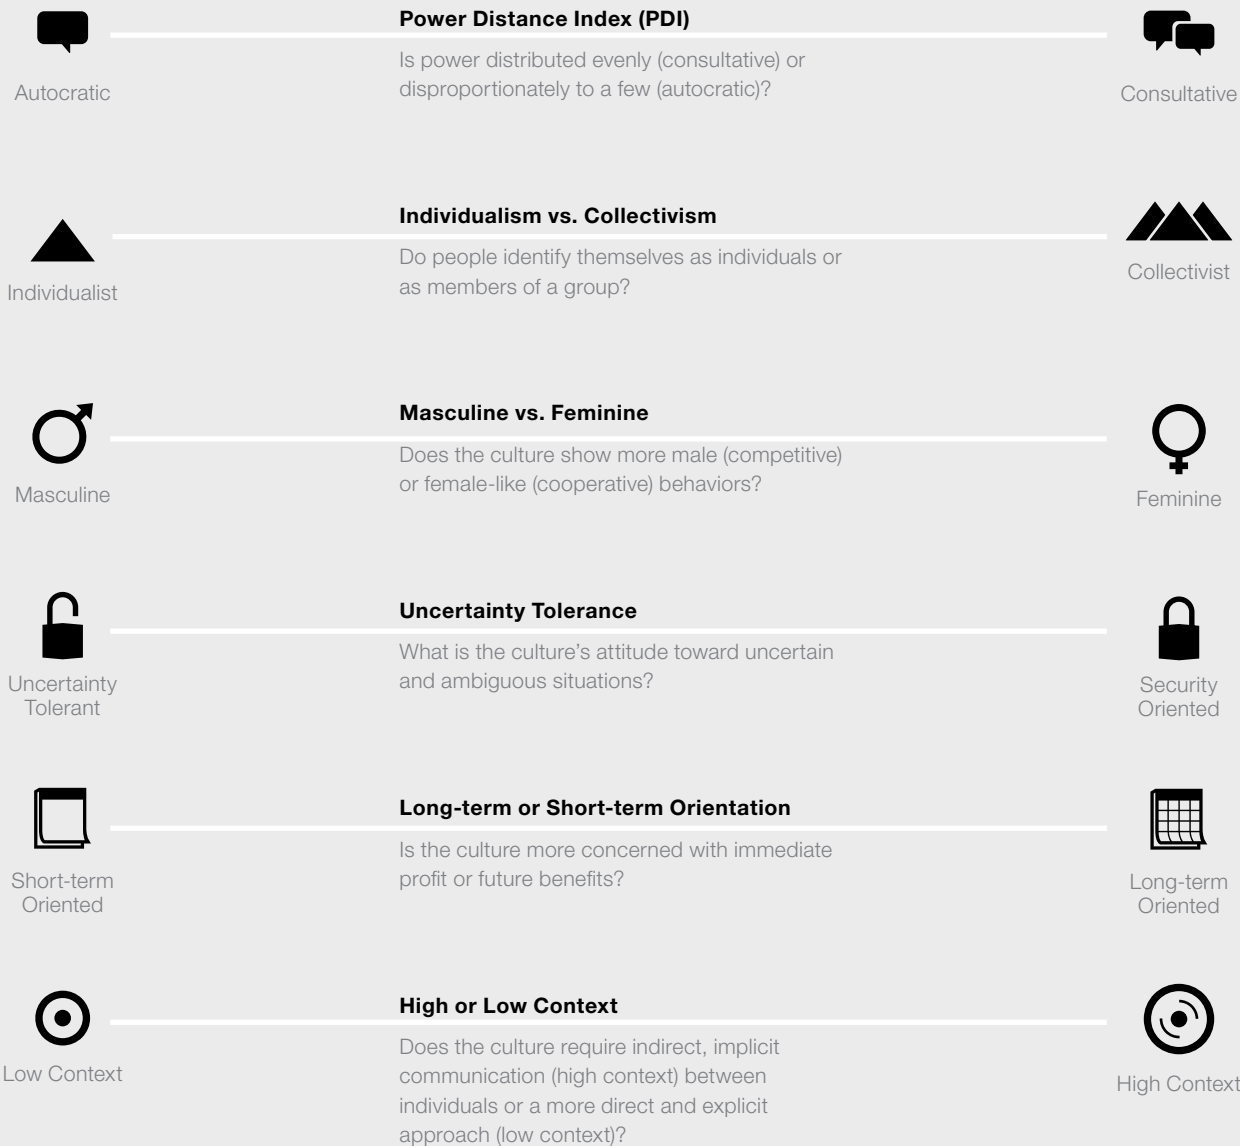 Power Distance Index (PDI)
Is power distributed evenly (consultative) or
disproportionately to a few (autocratic)?
Autocratic
Consultative
Individualism vs. Collectivism
Do people identify themselves as individuals or
as members of a group?
Individualist
Collectivist
Masculine vs. Feminine
Does the culture show more male (competitive)
or female-like (cooperative) behaviors?
Masculine
Feminine
Uncertainty Tolerance
What is the culture’s attitude toward uncertain
and ambiguous situations?
Uncertainty
Tolerant
Security
Oriented
Long-term or Short-term Orientation
Is the culture more concerned with immediate
profit or future benefits?
Short-term
Oriented
Long-term
Oriented
High or Low Context
Does the culture require indirect, implicit
communication (high context) between
individuals or a more direct and explicit
approach (low context)?
Low Context
High Context